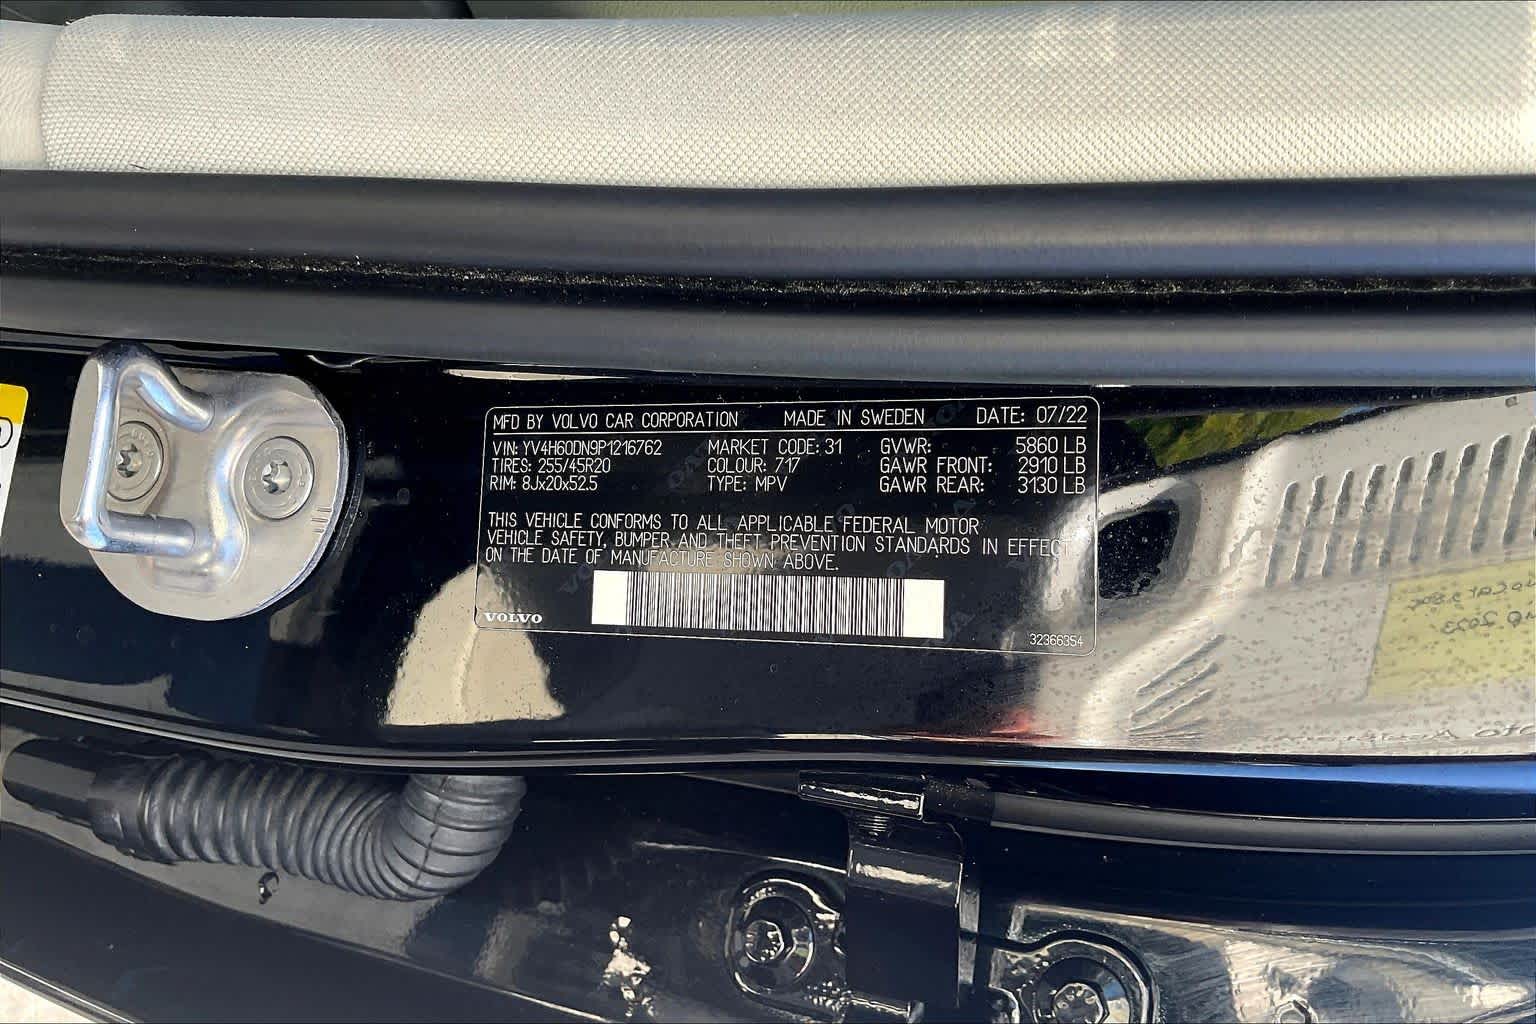 MFD BY VOLVO CAR CORPORATION MADE IN SWEDEN DATE: 07/22
VIN: YV4H60DN9P1216762 MARKET CODE: 31 GVWR: 5860 LB
TIRES: 255/45R20 COLOUR: 717 GAWR FRONT: 2910 LB
RIM: 8Jx20x52.5 TYPE: MPV GAWR REAR: 3130 LB
THIS VEHICLE CONFORMS TO ALL APPLICABLE FEDERAL MOTOR
VEHICLE SAFETY, BUMPER AND THEFT PREVENTION STANDARDS IN EFFECT
ON THE DATE OF MANUFACTURE SHOWN ABOVE.
VOLVO
32366354